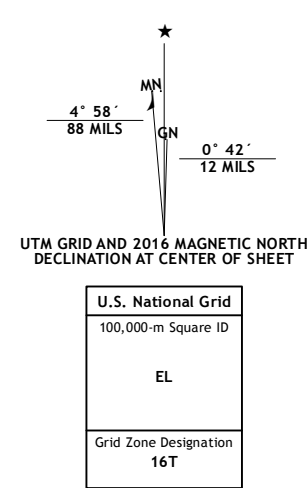 ★
MN
4° 58´
88 MILS
GN
0° 42´
12 MILS
UTM GRID AND 2016 MAGNETIC NORTH
DECLINATION AT CENTER OF SHEET
U.S. National Grid
100,000-m Square ID
EL
Grid Zone Designation
16T